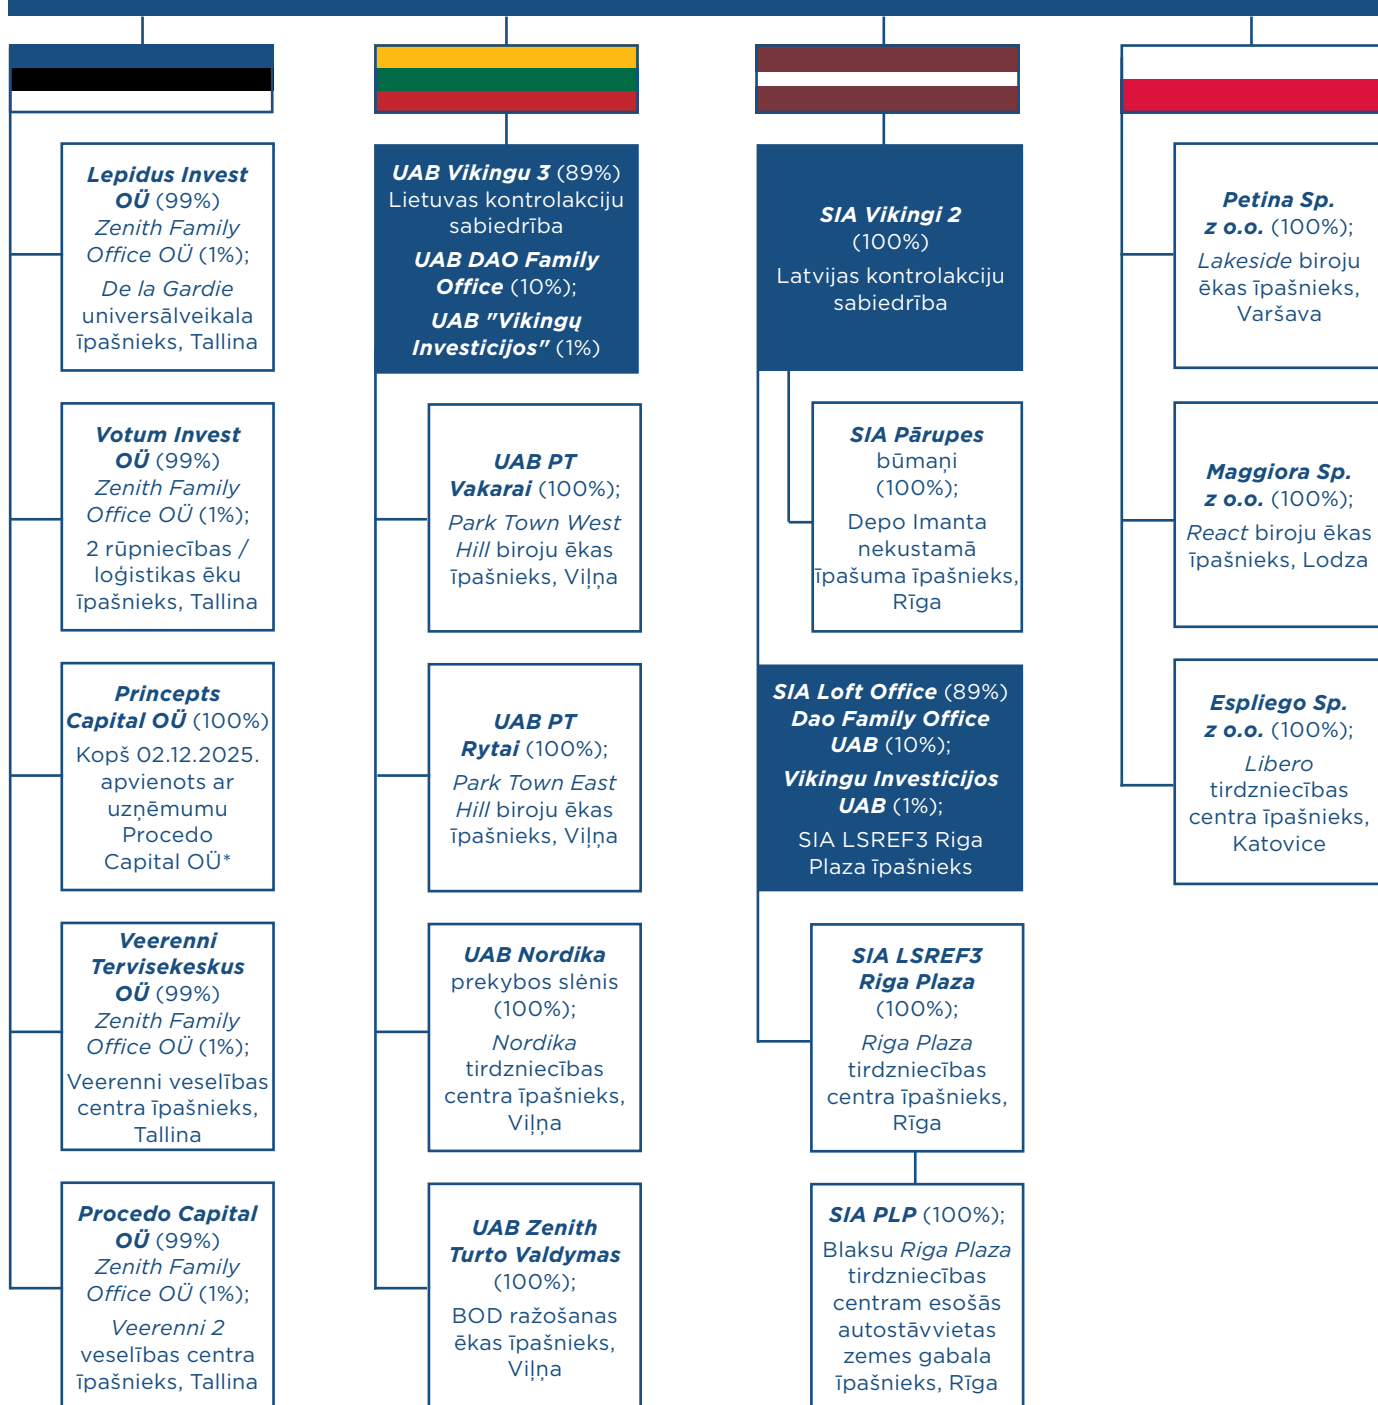 Lepidus Invest
OÜ (99%)
Zenith Family
Office OÜ (1%);
De la Gardie
universālveikala
īpašnieks, Tallina
Votum Invest
OÜ (99%)
Zenith Family
Office OÜ (1%);
2 rūpniecības /
loģistikas ēku
īpašnieks, Tallina
Princepts
Capital OÜ (100%)
Kopš 02.12.2025.
apvienots ar
uzņēmumu
Procedo
Capital OÜ*
Veerenni
Tervisekeskus
OÜ (99%)
Zenith Family
Office OÜ (1%);
Veerenni veselības
centra īpašnieks,
Tallina
Procedo Capital
OÜ (99%)
Zenith Family
Office OÜ (1%);
Veerenni 2
veselības centra
īpašnieks, Tallina
UAB Vikingu 3 (89%)
Lietuvas kontrolakciju
sabiedrība
UAB DAO Family
Office (10%);
UAB "Vikingų
Investicijos" (1%)
UAB PT
Vakarai (100%);
Park Town West
Hill biroju ēkas
īpašnieks, Viļņa
UAB PT
Rytai (100%);
Park Town East
Hill biroju ēkas
īpašnieks, Viļņa
UAB Nordika
prekybos slėnis
(100%);
Nordika
tirdzniecības
centra īpašnieks,
Viļņa
UAB Zenith
Turto Valdymas
(100%);
BOD ražošanas
ēkas īpašnieks,
Viļņa
SIA Vikingi 2
(100%)
Latvijas kontrolakciju
sabiedrība
SIA Pārupes
būmaņi
(100%);
Depo Imanta
nekustamā
īpašuma īpašnieks,
Rīga
SIA Loft Office (89%)
Dao Family Office
UAB (10%);
Vikingu Investicijos
UAB (1%);
SIA LSREF3 Riga
Plaza īpašnieks
SIA LSREF3
Riga Plaza
(100%);
Riga Plaza
tirdzniecības
centra īpašnieks,
Rīga
SIA PLP (100%);
Blaksu Riga Plaza
tirdzniecības
centram esošās
autostāvvietas
zemes gabala
īpašnieks, Rīga
Petina Sp.
z o.o. (100%);
Lakeside biroju
ēkas īpašnieks,
Varšava
Maggiora Sp.
z o.o. (100%);
React biroju ēkas
īpašnieks, Lodza
Espliego Sp.
z o.o. (100%);
Libero
tirdzniecības
centra īpašnieks,
Katovice